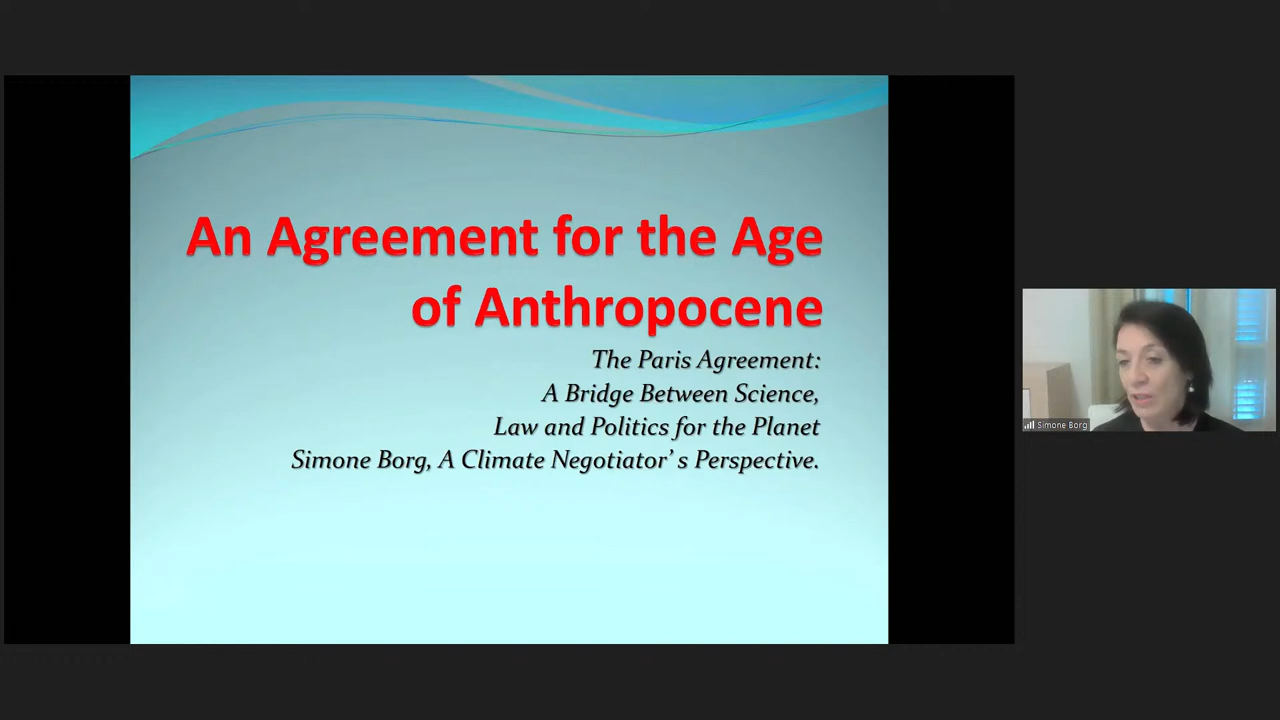 An Agreement for the Age
of Anthropocene
The Paris Agreement:
A Bridge Between Science,
Law and Politics for the Planet
Simone Borg, A Climate Negotiator’ s Perspective.
Simone Borg